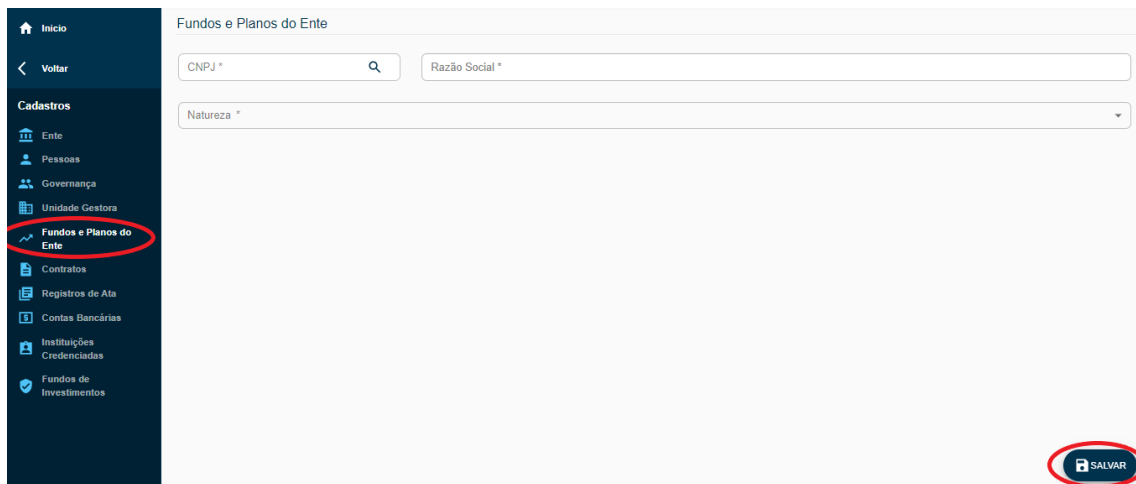 Inicio
Voltar
Cadastros
Ente
Pessoas
Governança
Unidade Gestora
Fundos e Planos do
Ente
Contratos
Registros de Ata
Contas Bancárias
Instituições
Credenciadas
Fundos de
Investimentos
Fundos e Planos do Ente
CNPJ *
Razão Social *
Natureza *
SALVAR